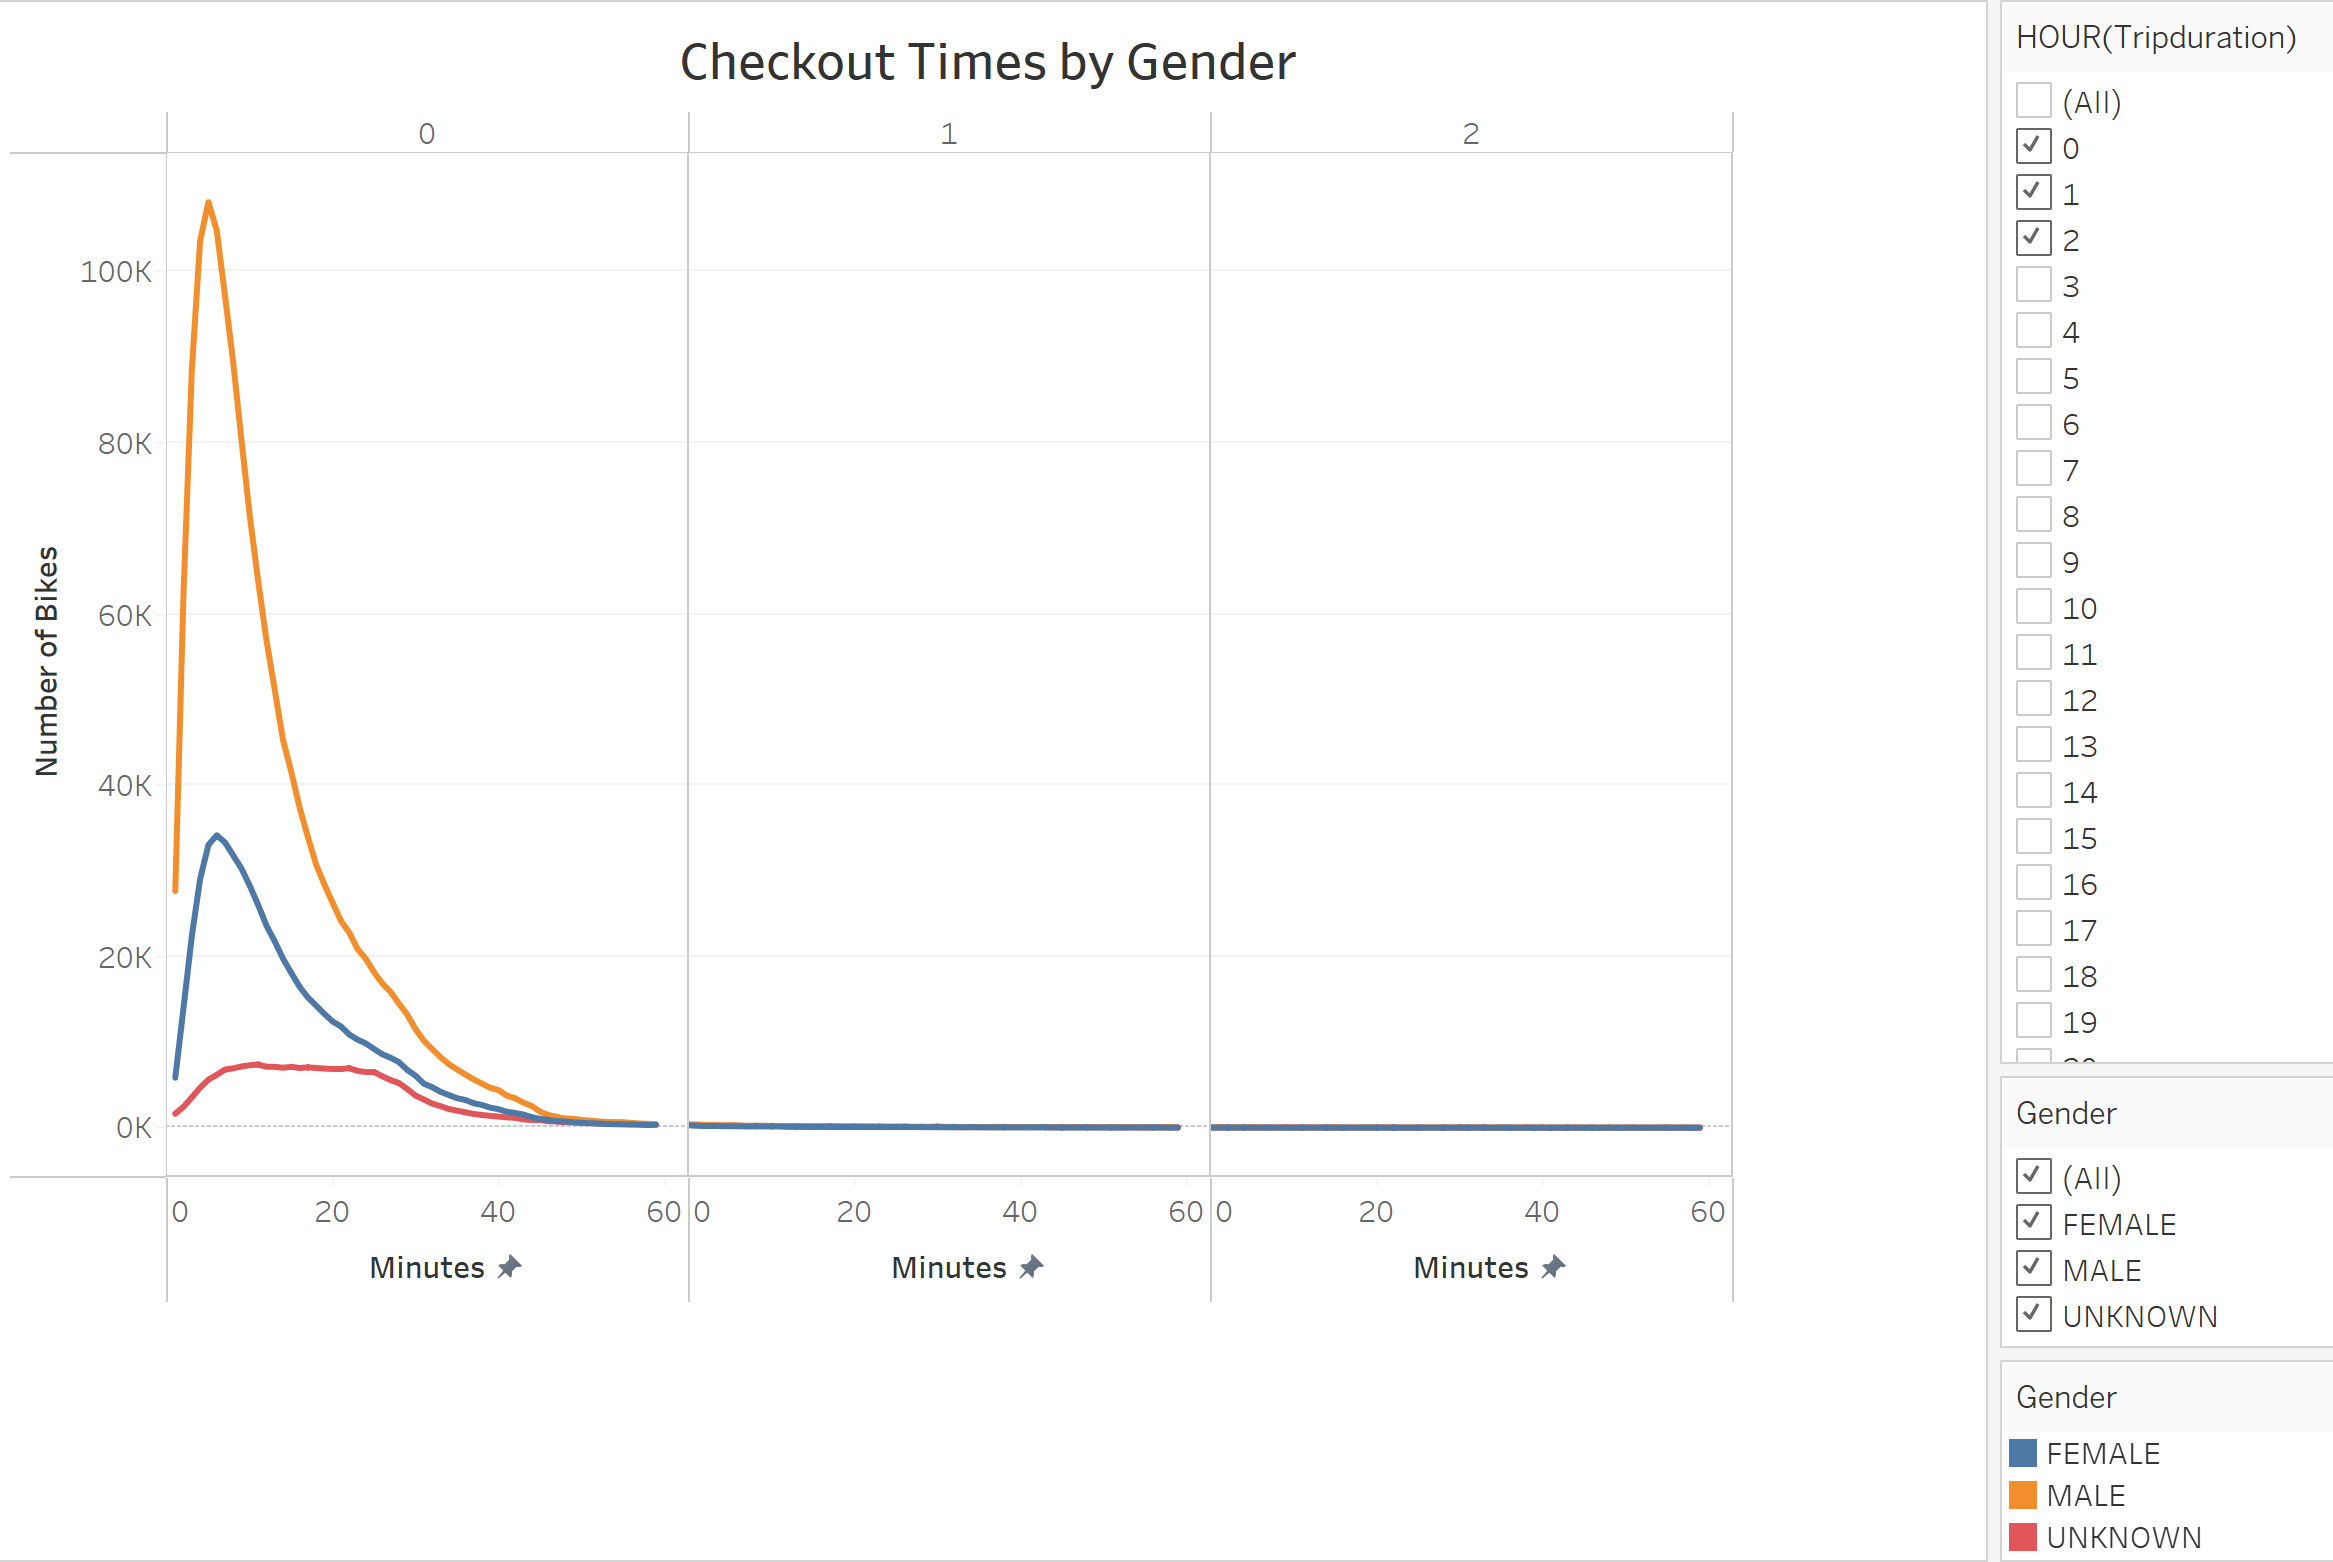 Checkout Times by Gender
0 1 2
100K
80K
60K
40K
20K
0K
Number of Bikes
0 20 40 60 0 20 40 60 0 20 40 60
Minutes Minutes Minutes
HOUR(Tripduration)
(All)
0
1
2
3
4
5
6
7
8
9
10
11
12
13
14
15
16
17
18
19
Gender
(All)
FEMALE
MALE
UNKNOWN
Gender
FEMALE
MALE
UNKNOWN